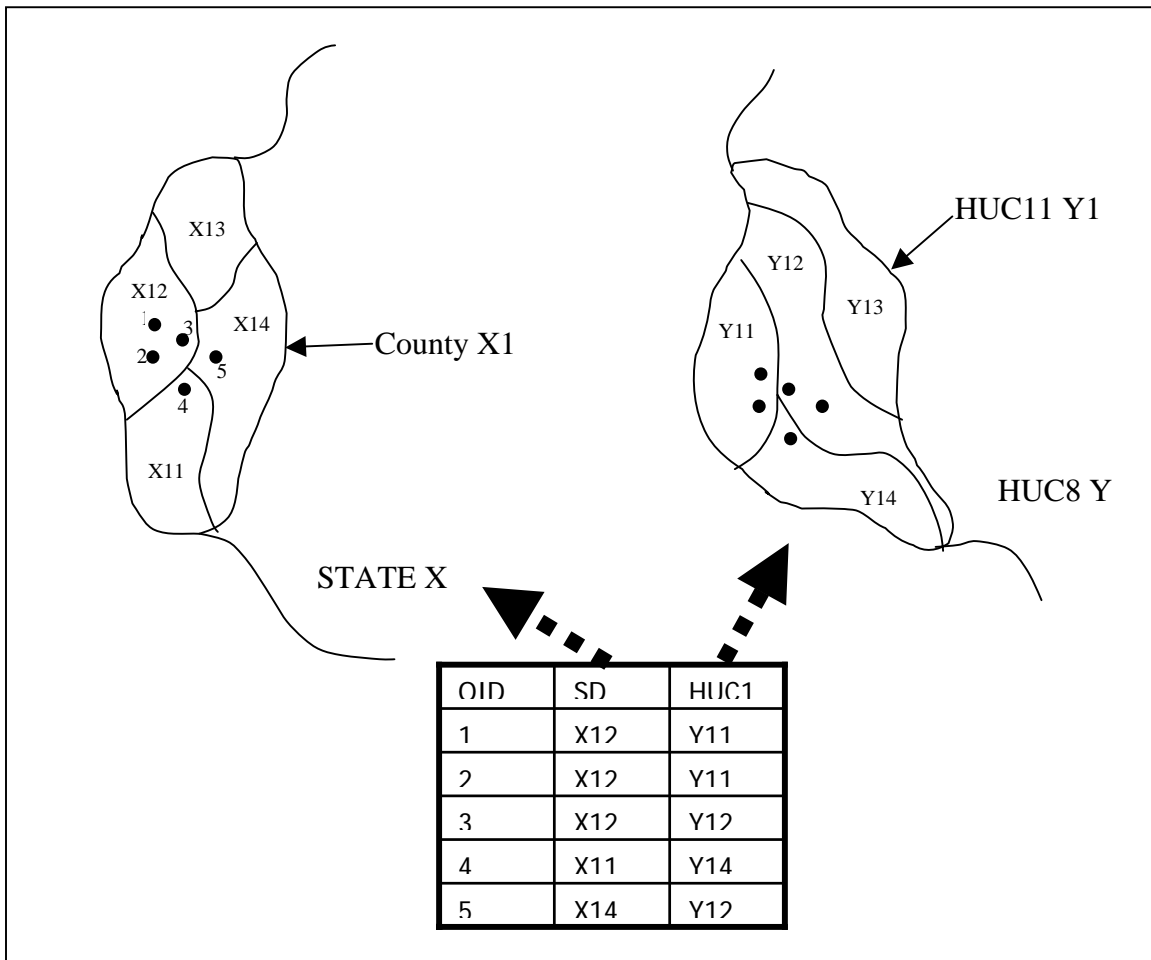 X13
X12
1
3
2
X14
5
4
X11
County X1
STATE X
HUC11 Y1
Y12
Y13
Y11
Y14
HUC8 Y
OID SD HUC1
1 X12 Y11
2 X12 Y11
3 X12 Y12
4 X11 Y14
5 X14 Y12